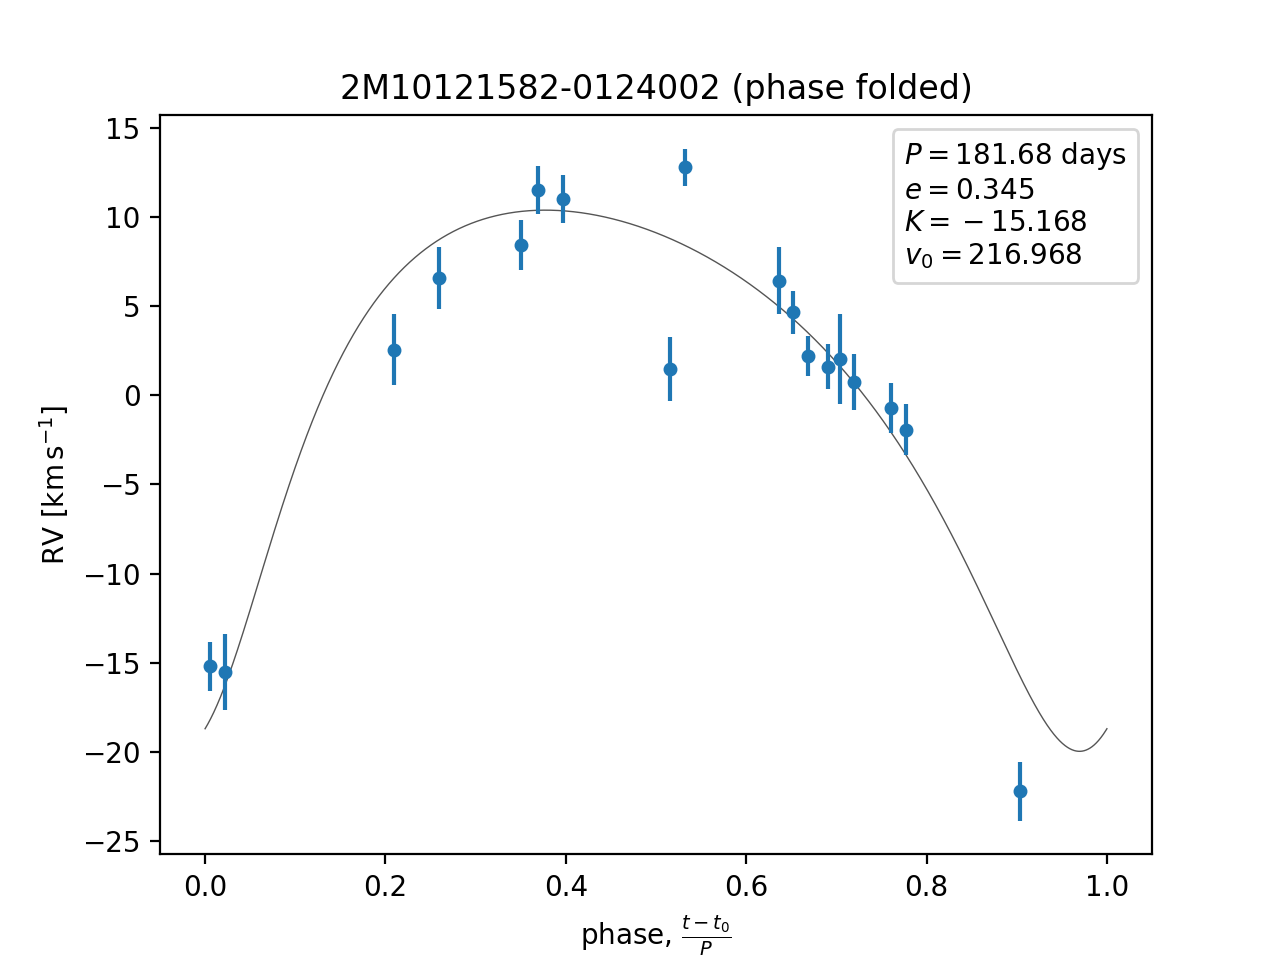 2M10121582-0124002 (phase folded)
P = 181.68 days
e = 0.345
K = −15.168
v₀ = 216.968
15
10
5
0
−5
−10
−15
−20
−25
RV [km s⁻¹]
0.0 0.2 0.4 0.6 0.8 1.0
phase, (t − t₀)/P